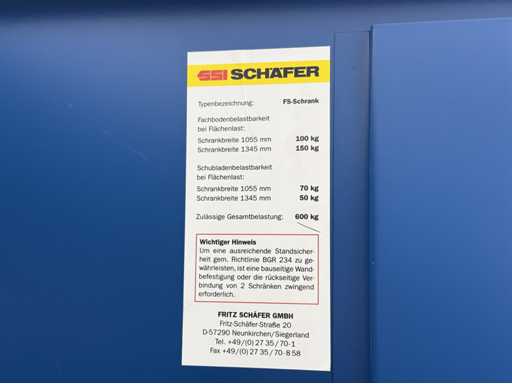 SSI SCHÄFER
Typenbezeichnung: FS-Schrank
Fachbodenbelastbarkeit
bei Flächenlast:
Schrankbreite 1055 mm 100 kg
Schrankbreite 1345 mm 150 kg
Schubladenbelastbarkeit
bei Flächenlast:
Schrankbreite 1055 mm 70 kg
Schrankbreite 1345 mm 50 kg
Zulässige Gesamtbelastung: 600 kg
Wichtiger Hinweis
Um eine ausreichende Standsicher-
heit gem. Richtlinie BGR 234 zu ge-
währleisten, ist eine bauseitige Wand-
befestigung oder die rückseitige Ver-
bindung von 2 Schränken zwingend
erforderlich.
FRITZ SCHÄFER GMBH
Fritz-Schäfer-Straße 20
D-57290 Neunkirchen/Siegerland
Tel. +49/(0) 27 35/70-1
Fax +49/(0) 27 35/70-8 58